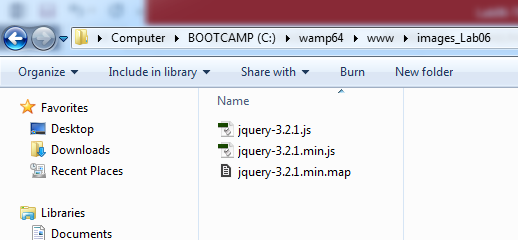 Computer BOOTCAMP (C:) wamp64 www images_Lab06
Organize Include in library Share with Burn New folder
Favorites
Desktop
Downloads
Recent Places
Libraries
Documents
Name
jquery-3.2.1.js
jquery-3.2.1.min.js
jquery-3.2.1.min.map